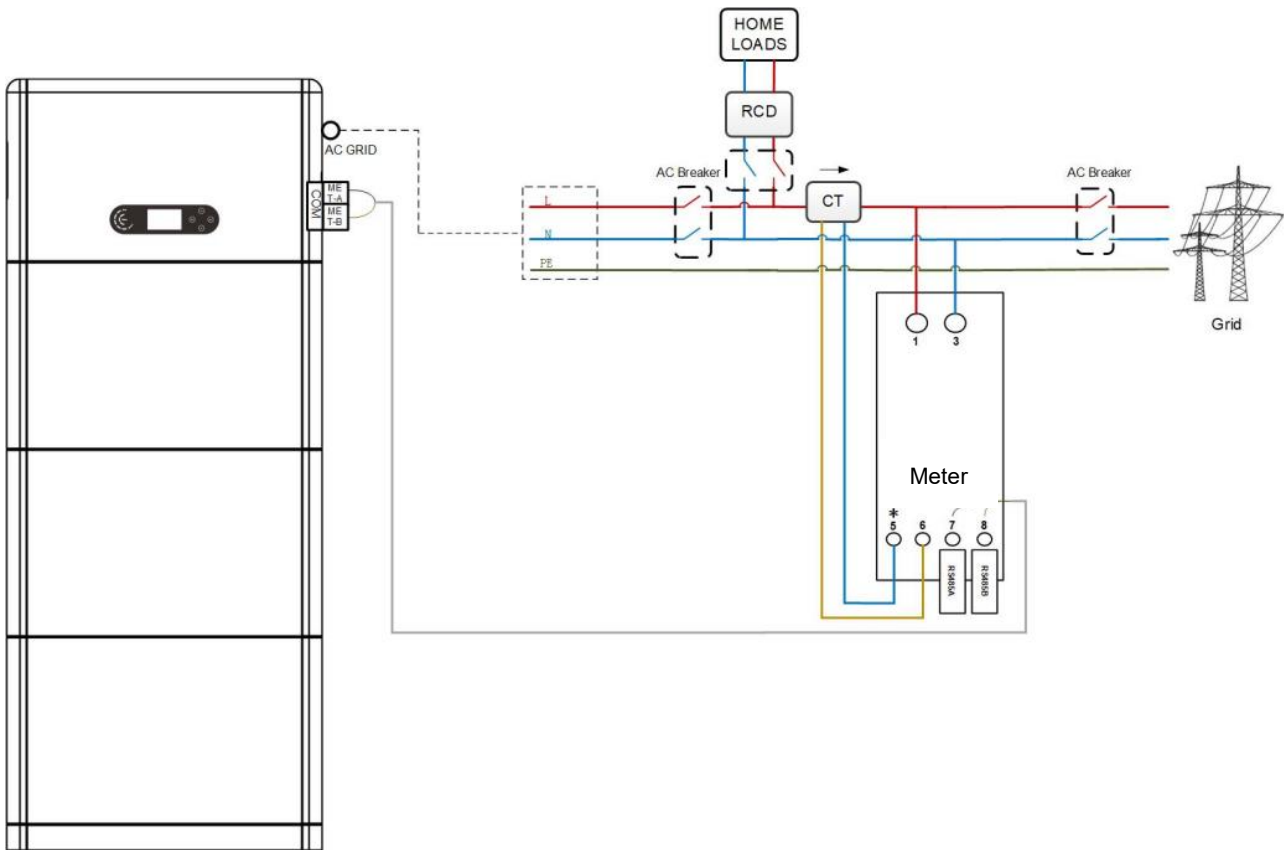 HOME
LOADS
RCD
AC GRID
AC Breaker
AC Breaker
COM
ME
T-A
ME
T-B
L
CT
N
PE
Grid
1
3
Meter
*
5
6
7
8
RS485A
RS485B